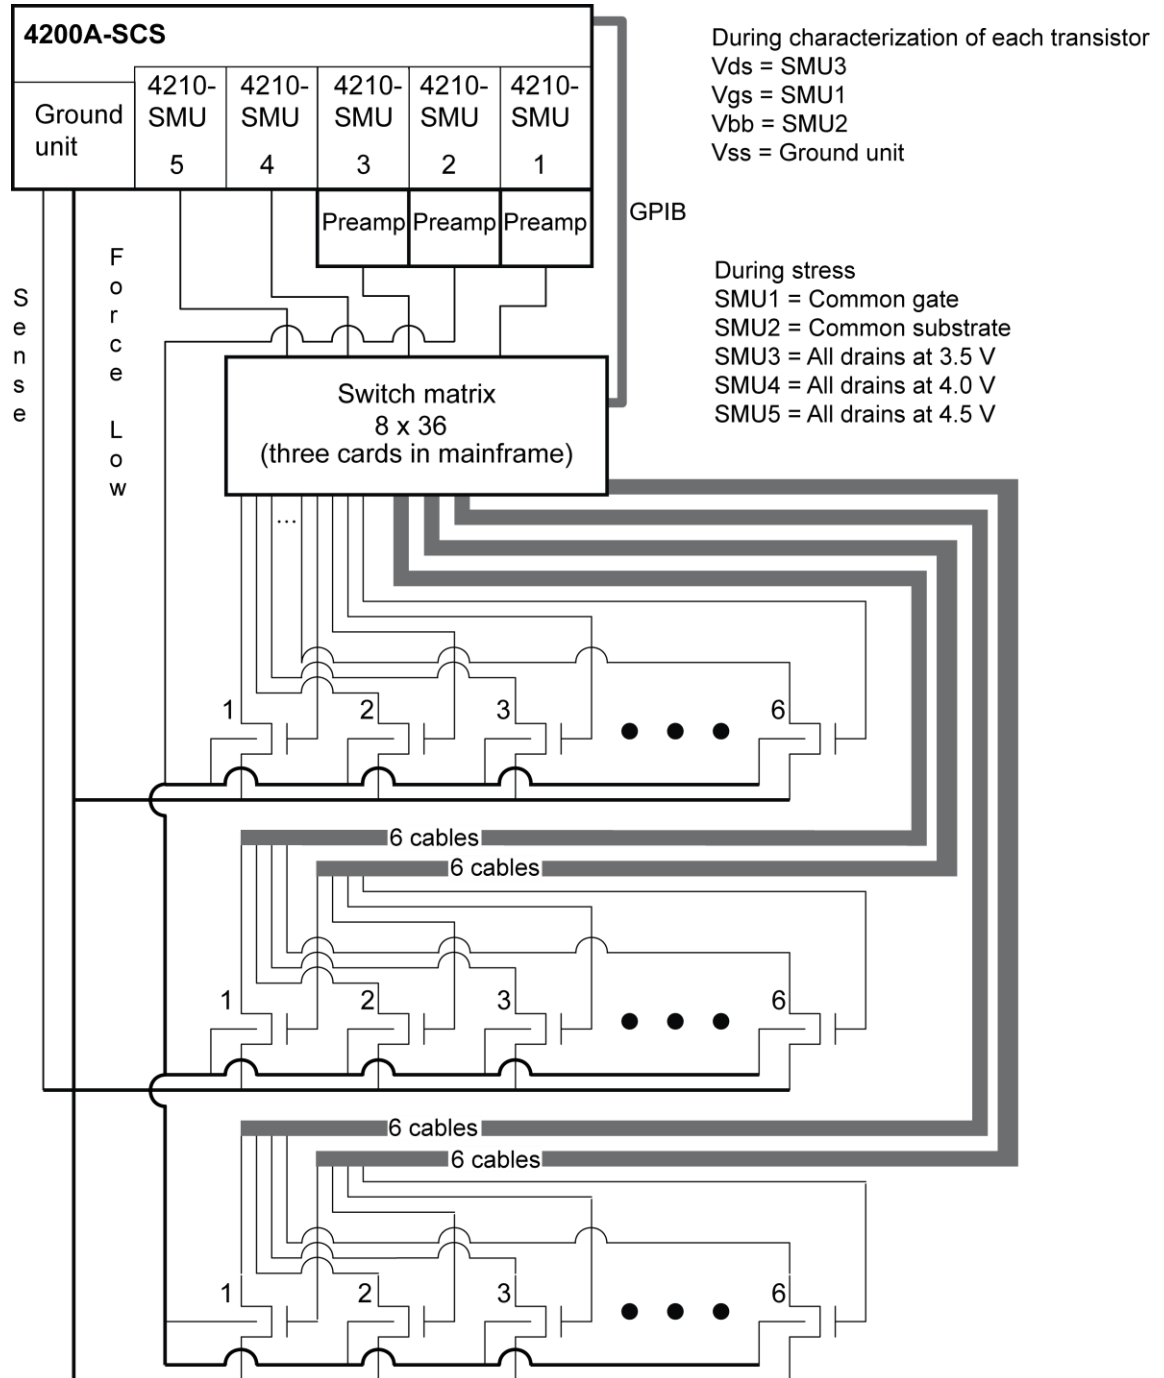 4200A-SCS
Ground
unit
4210-
SMU
5
4210-
SMU
4
4210-
SMU
3
4210-
SMU
2
4210-
SMU
1
Preamp
Preamp
Preamp
GPIB
During characterization of each transistor
Vds = SMU3
Vgs = SMU1
Vbb = SMU2
Vss = Ground unit
During stress
SMU1 = Common gate
SMU2 = Common substrate
SMU3 = All drains at 3.5 V
SMU4 = All drains at 4.0 V
SMU5 = All drains at 4.5 V
Sense
Force Low
Switch matrix
8 x 36
(three cards in mainframe)
...
1
2
3
6
6 cables
6 cables
1
2
3
6
6 cables
6 cables
1
2
3
6